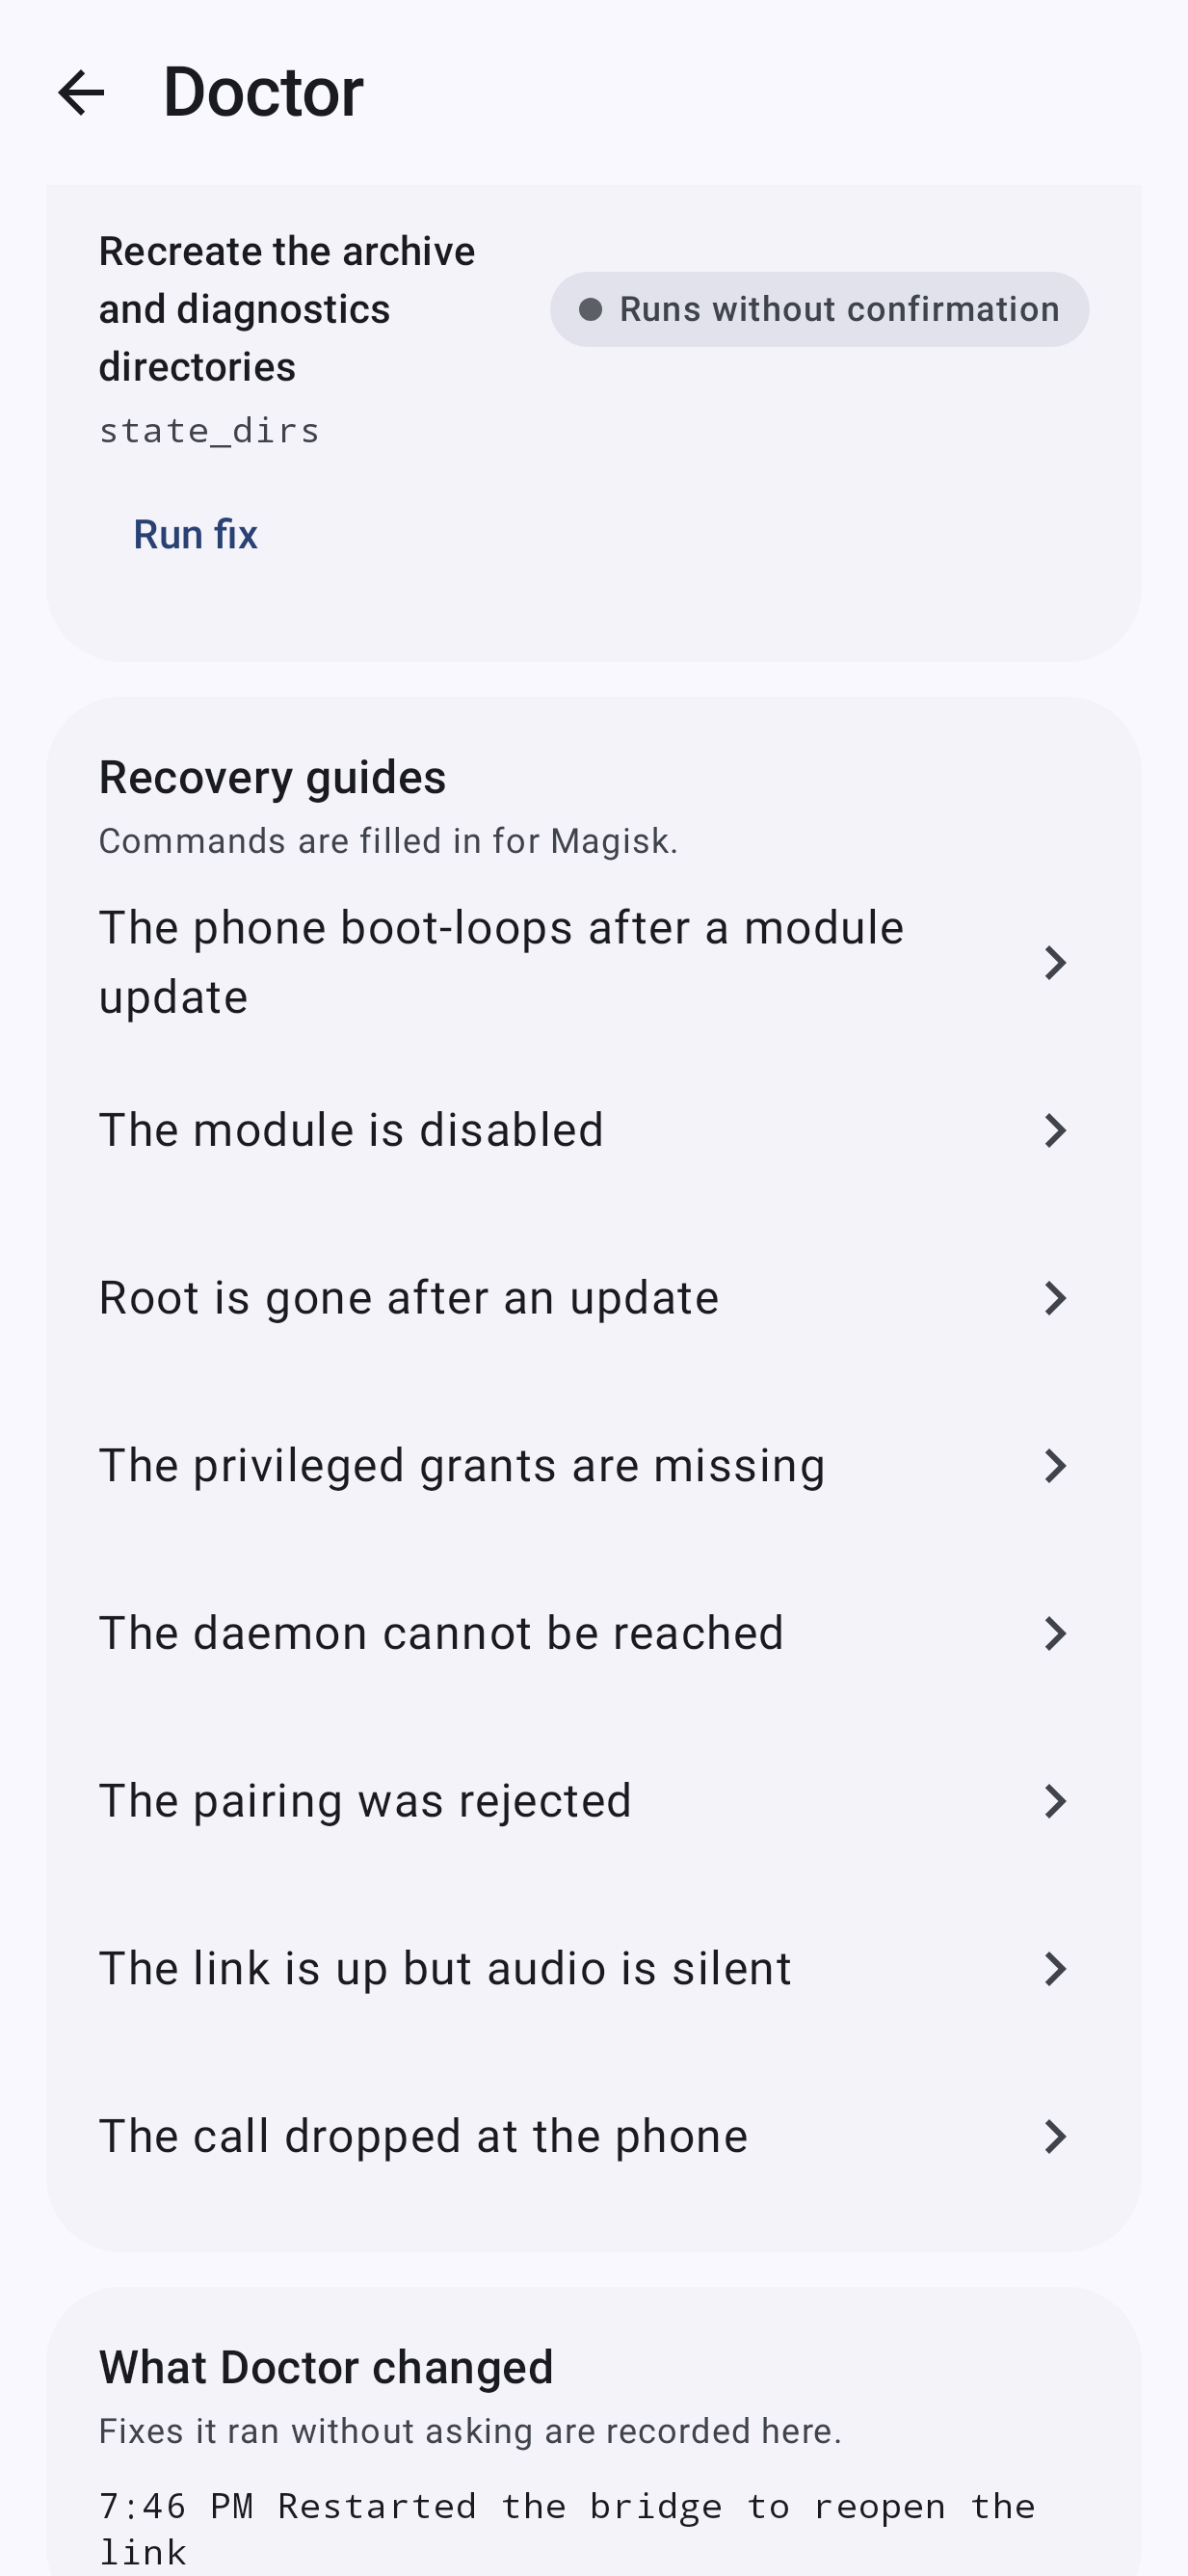 Doctor
Recreate the archive
and diagnostics
directories
Runs without confirmation
state_dirs
Run fix
Recovery guides
Commands are filled in for Magisk.
The phone boot-loops after a module
update
The module is disabled
Root is gone after an update
The privileged grants are missing
The daemon cannot be reached
The pairing was rejected
The link is up but audio is silent
The call dropped at the phone
What Doctor changed
Fixes it ran without asking are recorded here.
7:46 PM Restarted the bridge to reopen the
link